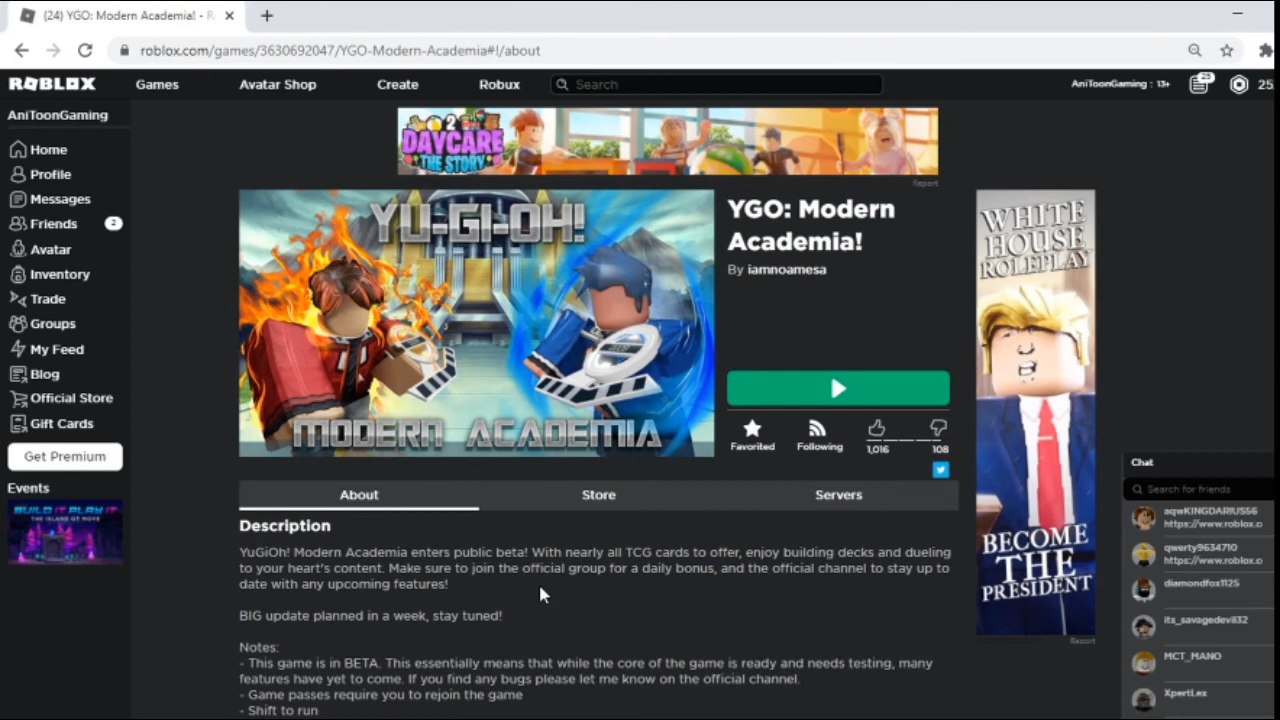 (24) YGO: Modern Academia! - R
roblox.com/games/3630692047/YGO-Modern-Academia#!/about
ROBLOX
Games
Avatar Shop
Create
Robux
Search
AniToonGaming : 13+
25
AniToonGaming
Home
Profile
Messages
Friends
2
Avatar
Inventory
Trade
Groups
My Feed
Blog
Official Store
Gift Cards
Get Premium
Events
BUILD IT PLAY IT
THE ISLAND OF MOVE
2
DAYCARE
THE STORY
Report
YU-GI-OH!
MODERN ACADEMIA
YGO: Modern
Academia!
By iamnoamesa
Favorited
Following
1,016
108
About
Store
Servers
Description
YuGiOh! Modern Academia enters public beta! With nearly all TCG cards to offer, enjoy building decks and dueling
to your heart's content. Make sure to join the official group for a daily bonus, and the official channel to stay up to
date with any upcoming features!
BIG update planned in a week, stay tuned!
Notes:
- This game is in BETA. This essentially means that while the core of the game is ready and needs testing, many
features have yet to come. If you find any bugs please let me know on the official channel.
- Game passes require you to rejoin the game
- Shift to run
WHITE
HOUSE
ROLEPLAY
BECOME
THE
PRESIDENT
Report
Chat
Search for friends
aqwKINGDARIUS56
https://www.roblox.c
qwerty9634710
https://www.roblox.c
diamondfox1125
its_savagedevil32
MCT_MANO
XpertLex